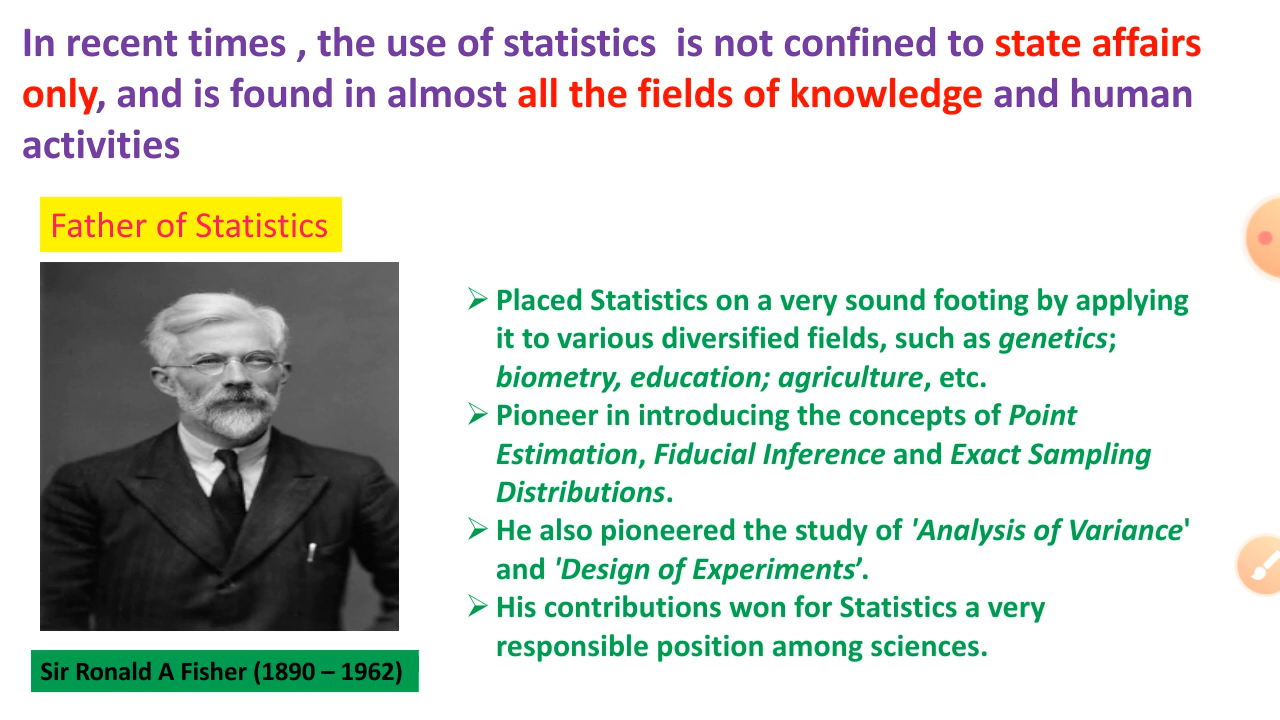 In recent times , the use of statistics  is not confined to state affairs
only, and is found in almost all the fields of knowledge and human
activities
Father of Statistics
➢ Placed Statistics on a very sound footing by applying
it to various diversified fields, such as genetics;
biometry, education; agriculture, etc.
➢ Pioneer in introducing the concepts of Point
Estimation, Fiducial Inference and Exact Sampling
Distributions.
➢ He also pioneered the study of 'Analysis of Variance'
and 'Design of Experiments’.
➢ His contributions won for Statistics a very
responsible position among sciences.
Sir Ronald A Fisher (1890 – 1962)